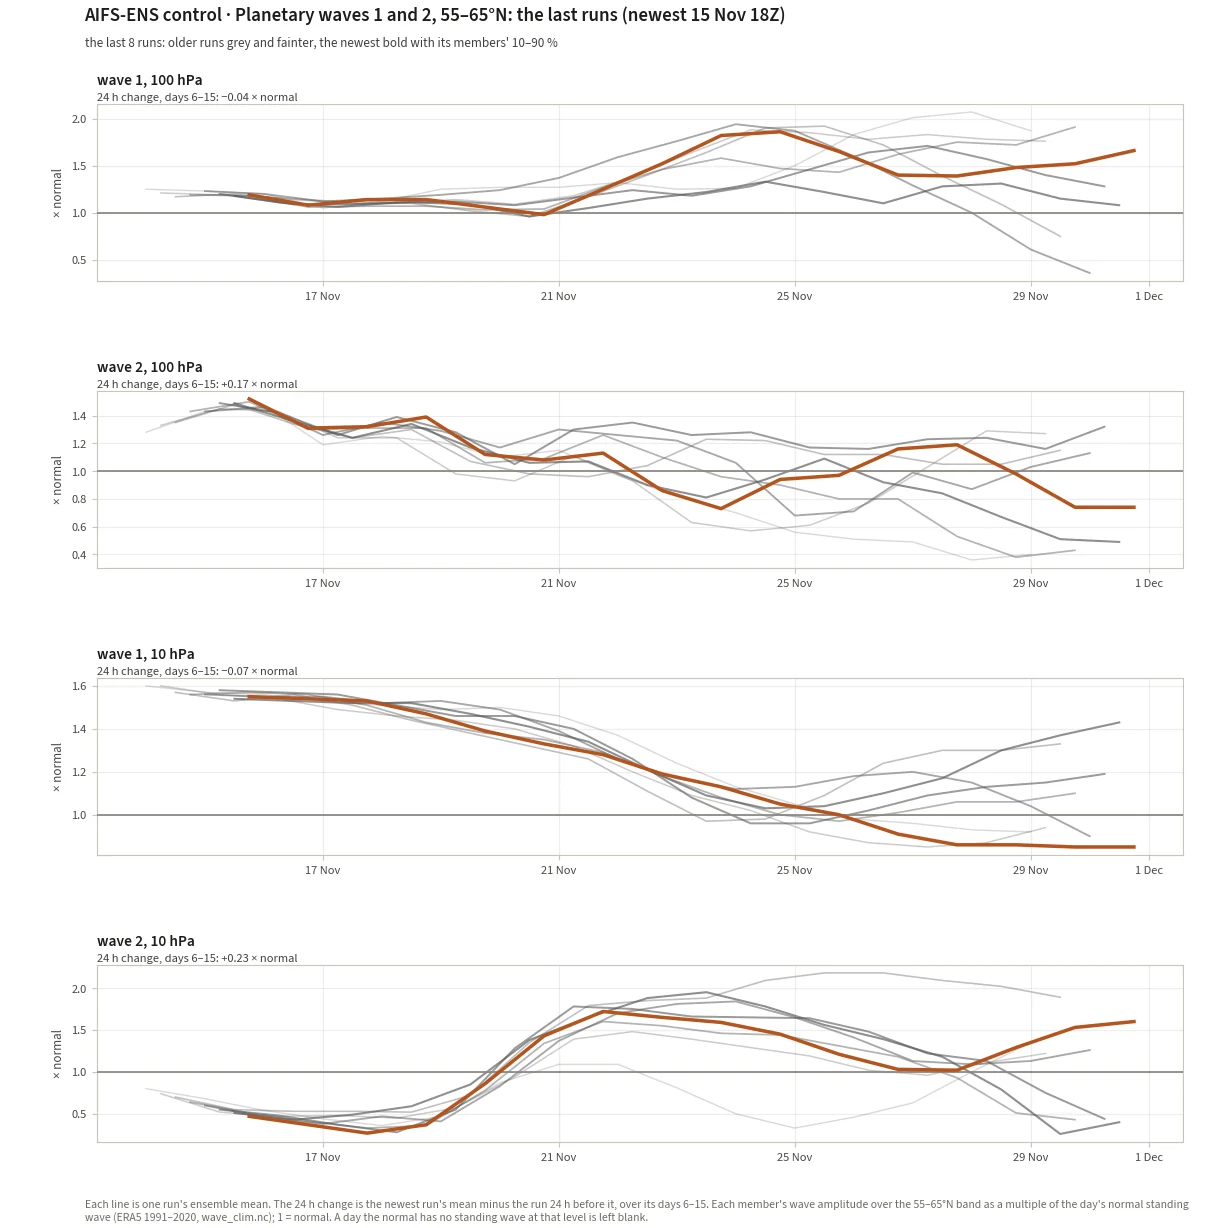 AIFS-ENS control · Planetary waves 1 and 2, 55–65°N: the last runs (newest 15 Nov 18Z)
the last 8 runs: older runs grey and fainter, the newest bold with its members' 10–90 %
wave 1, 100 hPa
24 h change, days 6–15: −0.04 × normal
2.0
1.5
1.0
0.5
× normal
17 Nov
21 Nov
25 Nov
29 Nov
1 Dec
wave 2, 100 hPa
24 h change, days 6–15: +0.17 × normal
1.4
1.2
1.0
0.8
0.6
0.4
× normal
17 Nov
21 Nov
25 Nov
29 Nov
1 Dec
wave 1, 10 hPa
24 h change, days 6–15: −0.07 × normal
1.6
1.4
1.2
1.0
× normal
17 Nov
21 Nov
25 Nov
29 Nov
1 Dec
wave 2, 10 hPa
24 h change, days 6–15: +0.23 × normal
2.0
1.5
1.0
0.5
× normal
17 Nov
21 Nov
25 Nov
29 Nov
1 Dec
Each line is one run's ensemble mean. The 24 h change is the newest run's mean minus the run 24 h before it, over its days 6–15. Each member's wave amplitude over the 55–65°N band as a multiple of the day's normal standing
wave (ERA5 1991–2020, wave_clim.nc); 1 = normal. A day the normal has no standing wave at that level is left blank.